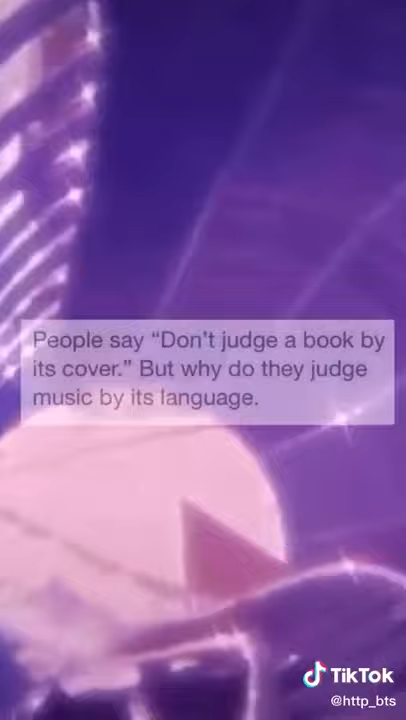 People say “Don’t judge a book by
its cover.” But why do they judge
music by its language.
TikTok
@http_bts